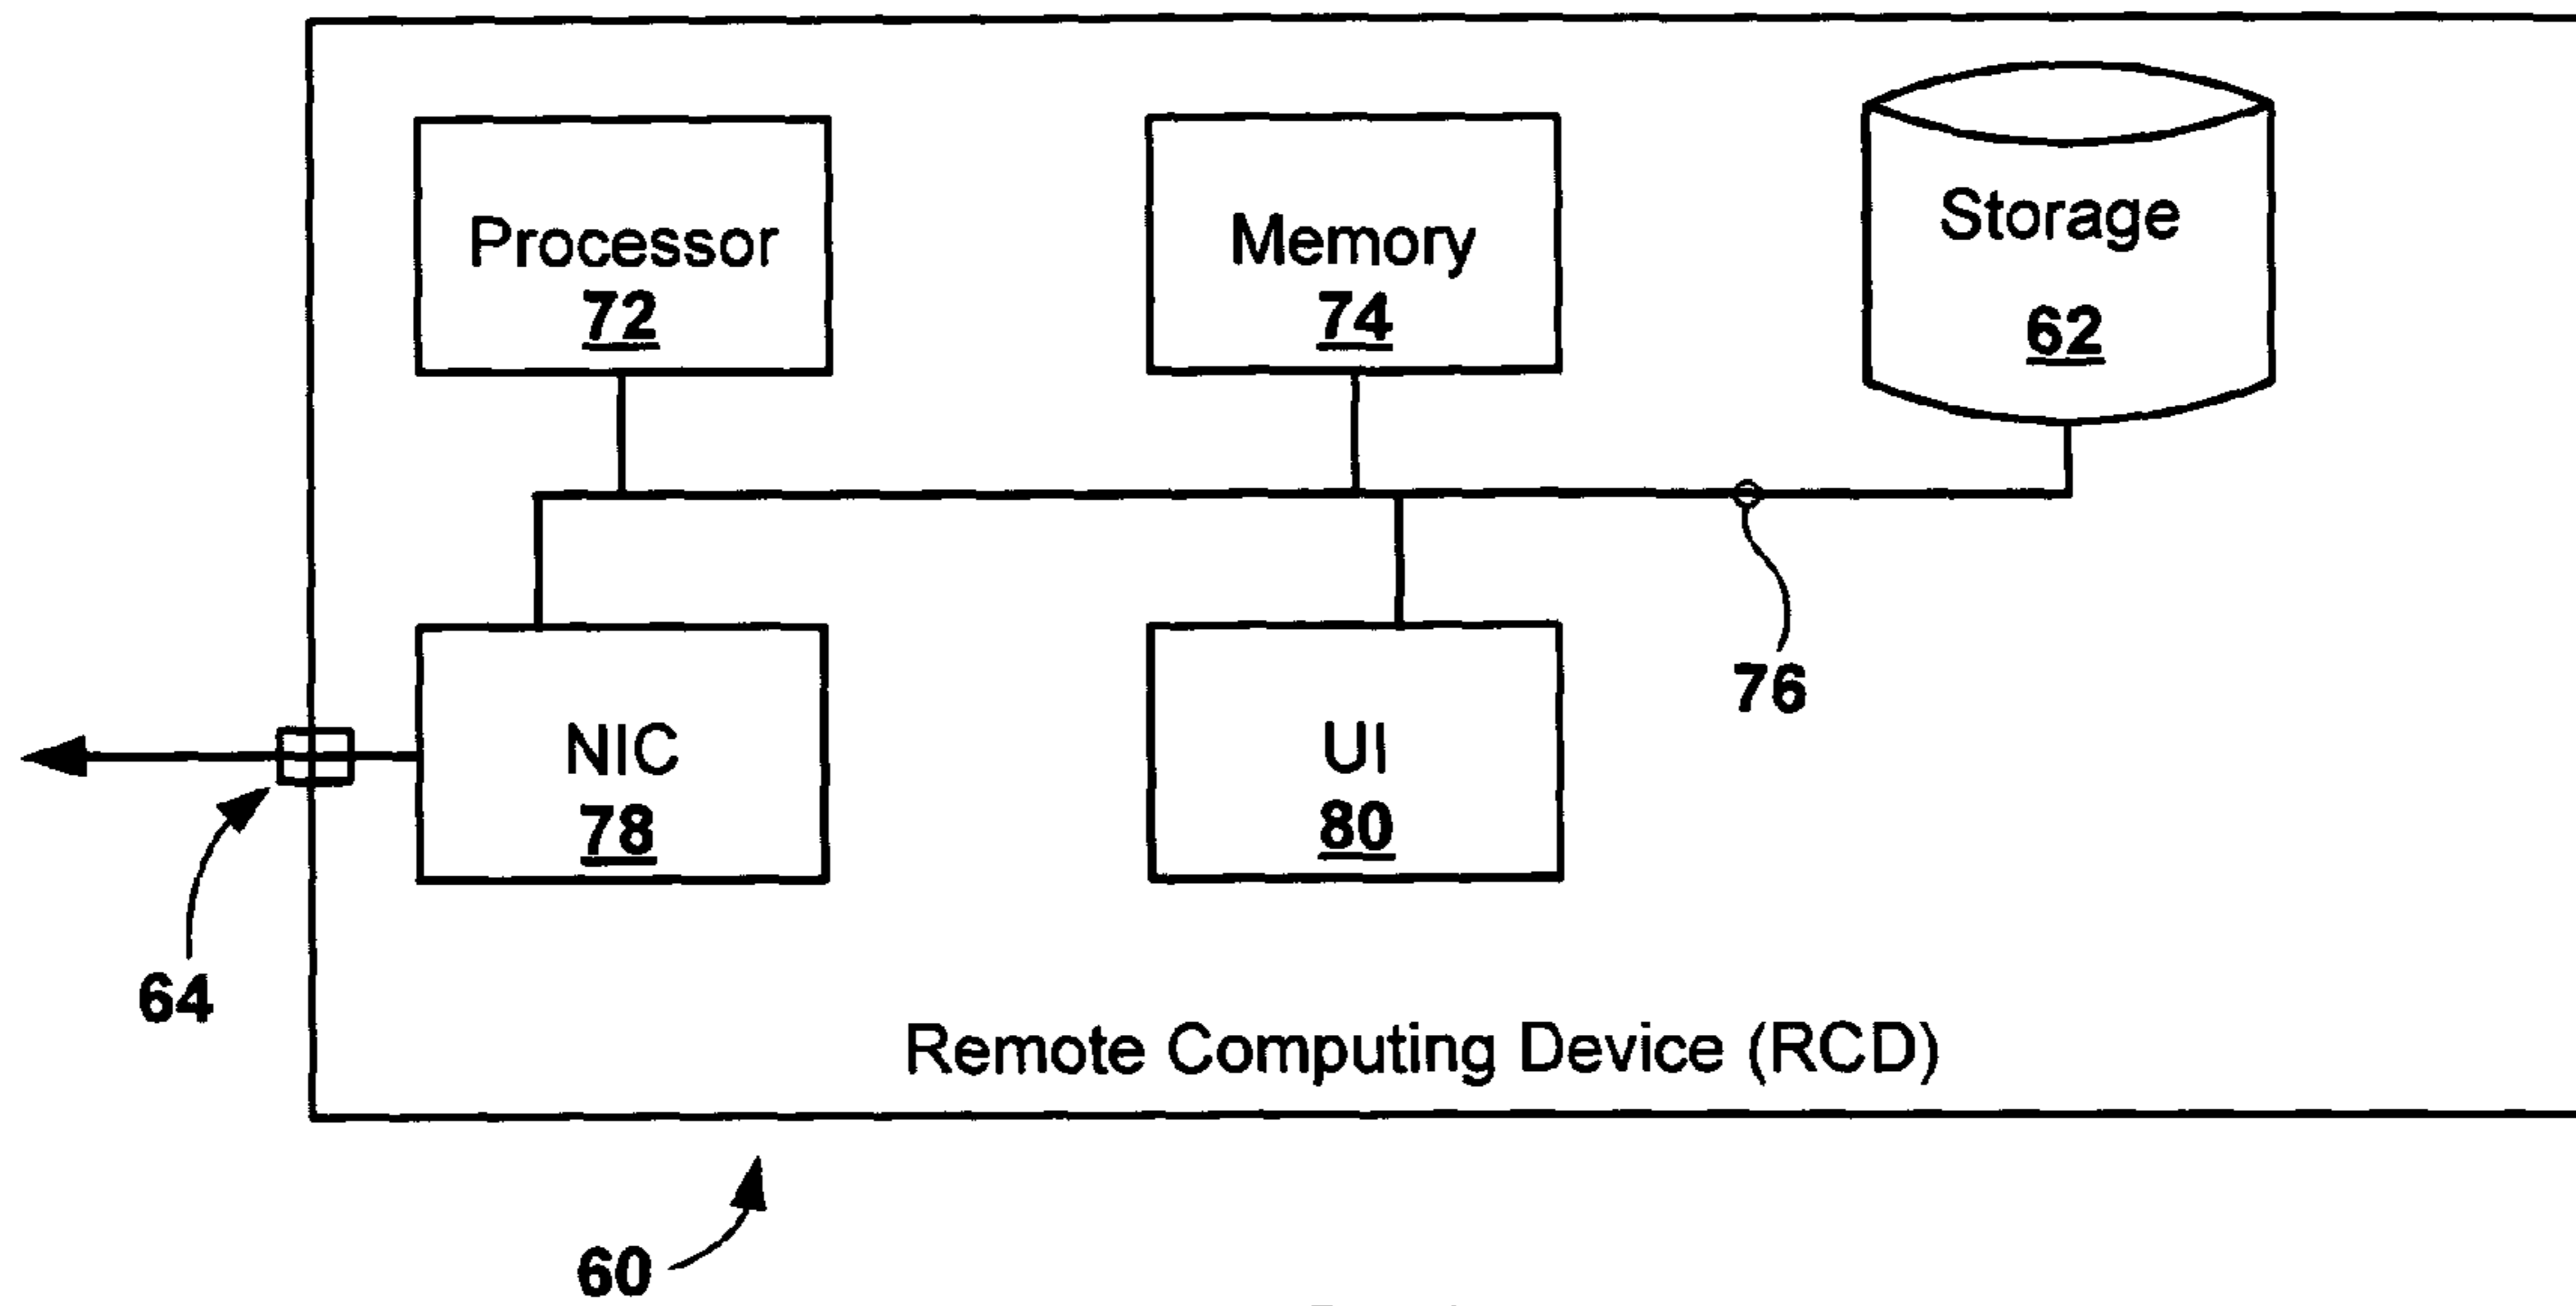 Processor
72
Memory
74
Storage
62
76
NIC
78
UI
80
64
Remote Computing Device (RCD)
60